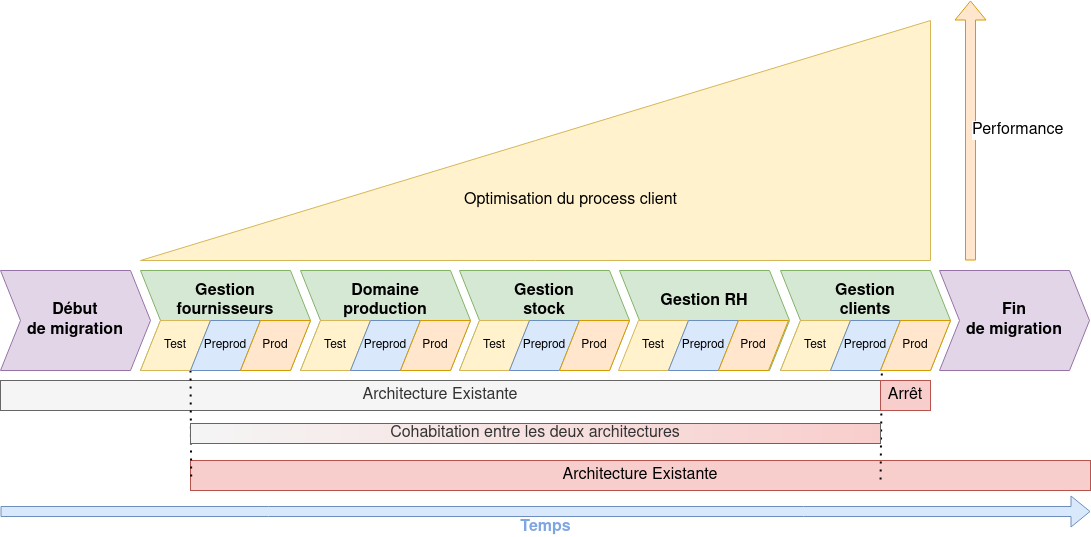 Performance
Optimisation du process client
Début
de migration
Gestion
fournisseurs
Domaine
production
Gestion
stock
Gestion RH
Gestion
clients
Fin
de migration
Test Preprod Prod
Test Preprod Prod
Test Preprod Prod
Test Preprod Prod
Test Preprod Prod
Architecture Existante
Arrêt
Cohabitation entre les deux architectures
Architecture Existante
Temps